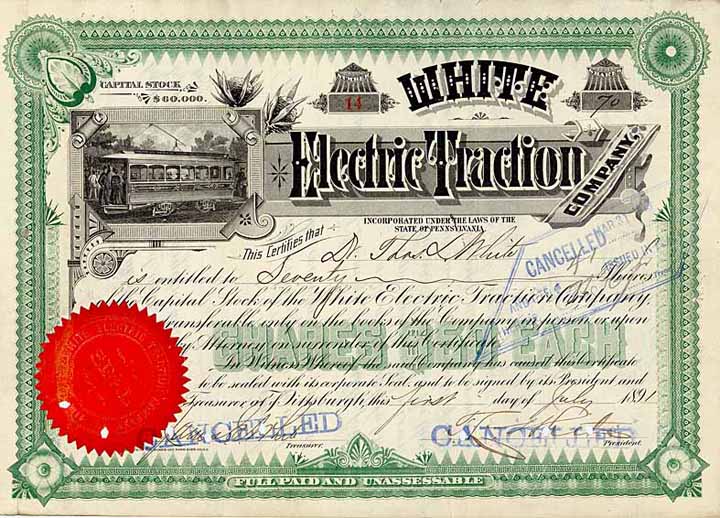 CAPITAL STOCK
$60,000.
14
WHITE
70
Electric Traction
COMPANY
INCORPORATED UNDER THE LAWS OF THE
STATE OF PENNSYLVANIA
This Certifies that Dr. Thos. L. White
is entitled to Seventy Shares
of the Capital Stock of the White Electric Traction Company,
transferable only on the books of the Company in person or upon
by Attorney on surrender of this Certificate.
In Witness Whereof the said Company has caused this certificate
to be sealed with its corporate Seal, and to be signed by its President and
Treasurer at Pittsburgh, this first day of July 1891
SHARES EACH
CANCELLED
ISSUED
CANCELLED
CANCELLED
Treasurer.
President.
FULL PAID AND UNASSESSABLE